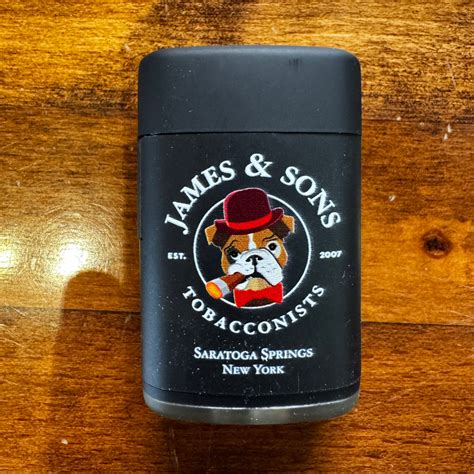 JAMES & SONS
EST. 2007
TOBACCONISTS
SARATOGA SPRINGS
NEW YORK